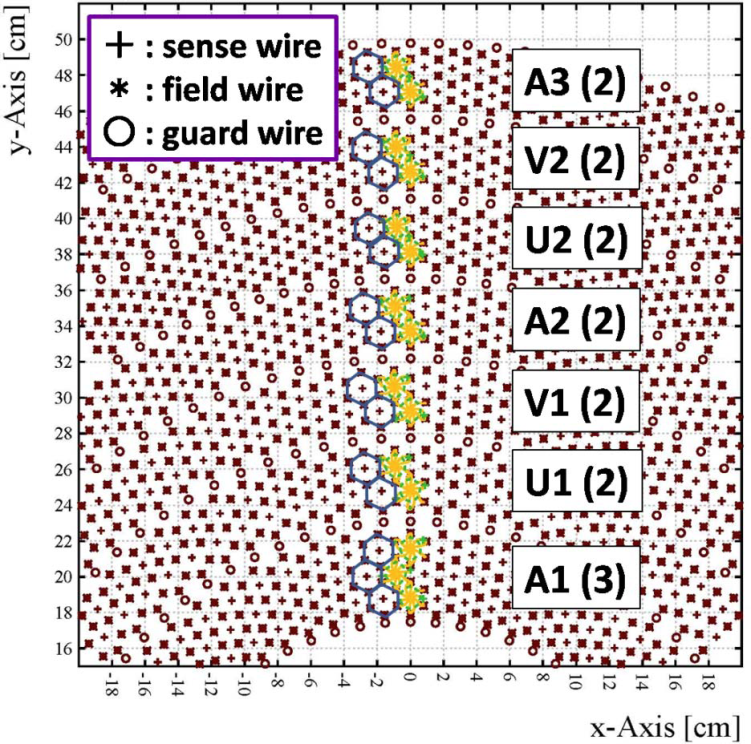 y-Axis [cm]
50
48
46
44
42
40
38
36
34
32
30
28
26
24
22
20
18
16
+ : sense wire
* : field wire
○ : guard wire
A3 (2)
V2 (2)
U2 (2)
A2 (2)
V1 (2)
U1 (2)
A1 (3)
-18 -16 -14 -12 -10 -8 -6 -4 -2 0 2 4 6 8 10 12 14 16 18
x-Axis [cm]